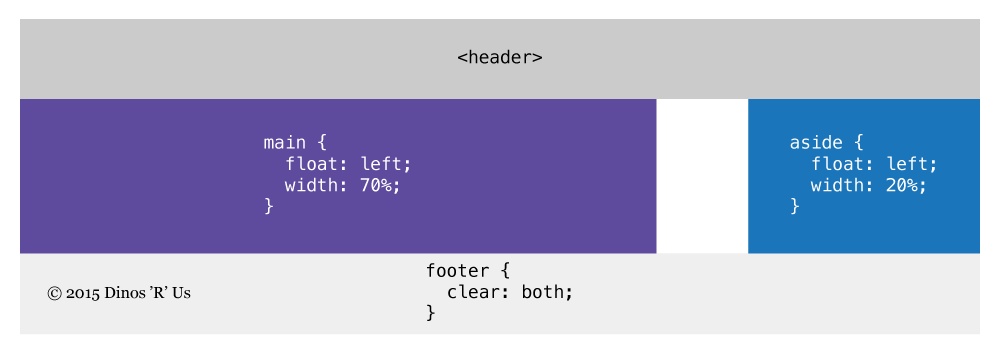 <header>
main {
  float: left;
  width: 70%;
}
aside {
  float: left;
  width: 20%;
}
© 2015 Dinos ’R’ Us
footer {
  clear: both;
}